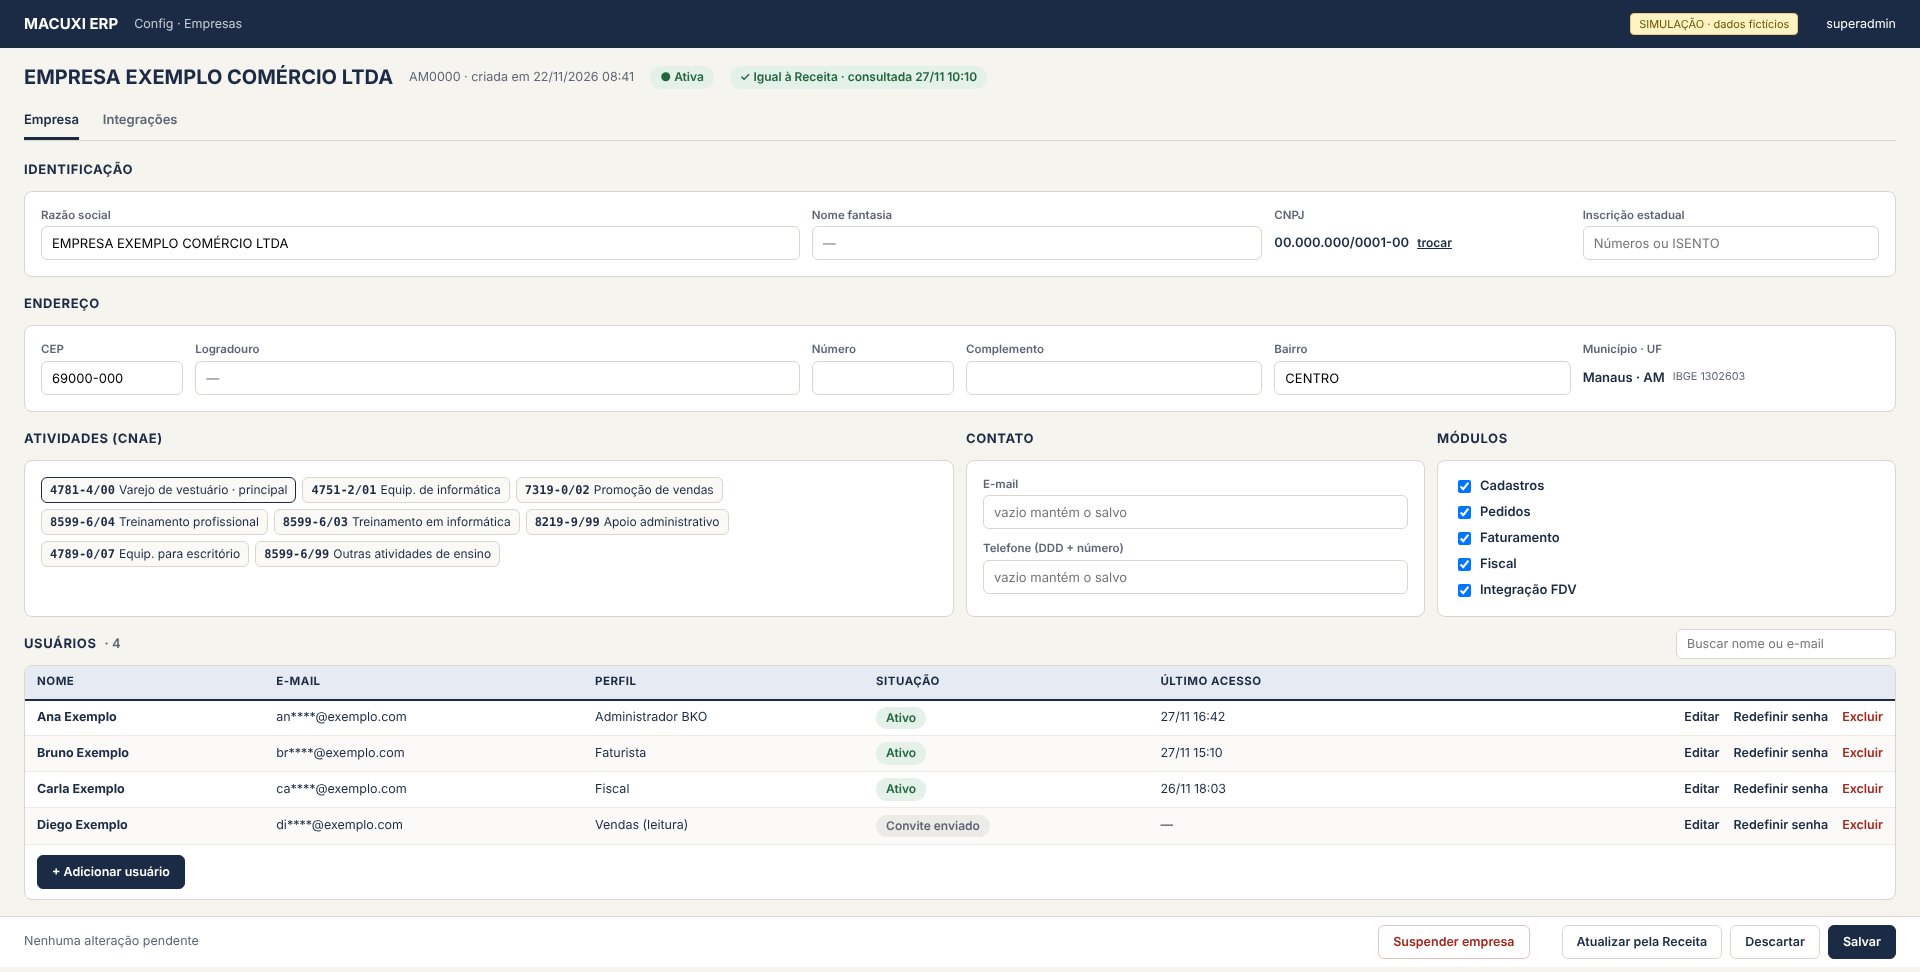 MACUXI ERP Config · Empresas SIMULAÇÃO · dados fictícios superadmin
EMPRESA EXEMPLO COMÉRCIO LTDA AM0000 · criada em 22/11/2026 08:41 ● Ativa ✓ Igual à Receita · consultada 27/11 10:10
Empresa Integrações
IDENTIFICAÇÃO
Razão social Nome fantasia CNPJ Inscrição estadual
EMPRESA EXEMPLO COMÉRCIO LTDA — 00.000.000/0001-00 trocar Números ou ISENTO
ENDEREÇO
CEP Logradouro Número Complemento Bairro Município · UF
69000-000 — CENTRO Manaus · AM IBGE 1302603
ATIVIDADES (CNAE) CONTATO MÓDULOS
4781-4/00 Varejo de vestuário · principal 4751-2/01 Equip. de informática 7319-0/02 Promoção de vendas
8599-6/04 Treinamento profissional 8599-6/03 Treinamento em informática 8219-9/99 Apoio administrativo
4789-0/07 Equip. para escritório 8599-6/99 Outras atividades de ensino
E-mail
vazio mantém o salvo
Telefone (DDD + número)
vazio mantém o salvo
Cadastros
Pedidos
Faturamento
Fiscal
Integração FDV
USUÁRIOS · 4 Buscar nome ou e-mail
NOME E-MAIL PERFIL SITUAÇÃO ÚLTIMO ACESSO
Ana Exemplo an****@exemplo.com Administrador BKO Ativo 27/11 16:42 Editar Redefinir senha Excluir
Bruno Exemplo br****@exemplo.com Faturista Ativo 27/11 15:10 Editar Redefinir senha Excluir
Carla Exemplo ca****@exemplo.com Fiscal Ativo 26/11 18:03 Editar Redefinir senha Excluir
Diego Exemplo di****@exemplo.com Vendas (leitura) Convite enviado — Editar Redefinir senha Excluir
+ Adicionar usuário
Nenhuma alteração pendente Suspender empresa Atualizar pela Receita Descartar Salvar